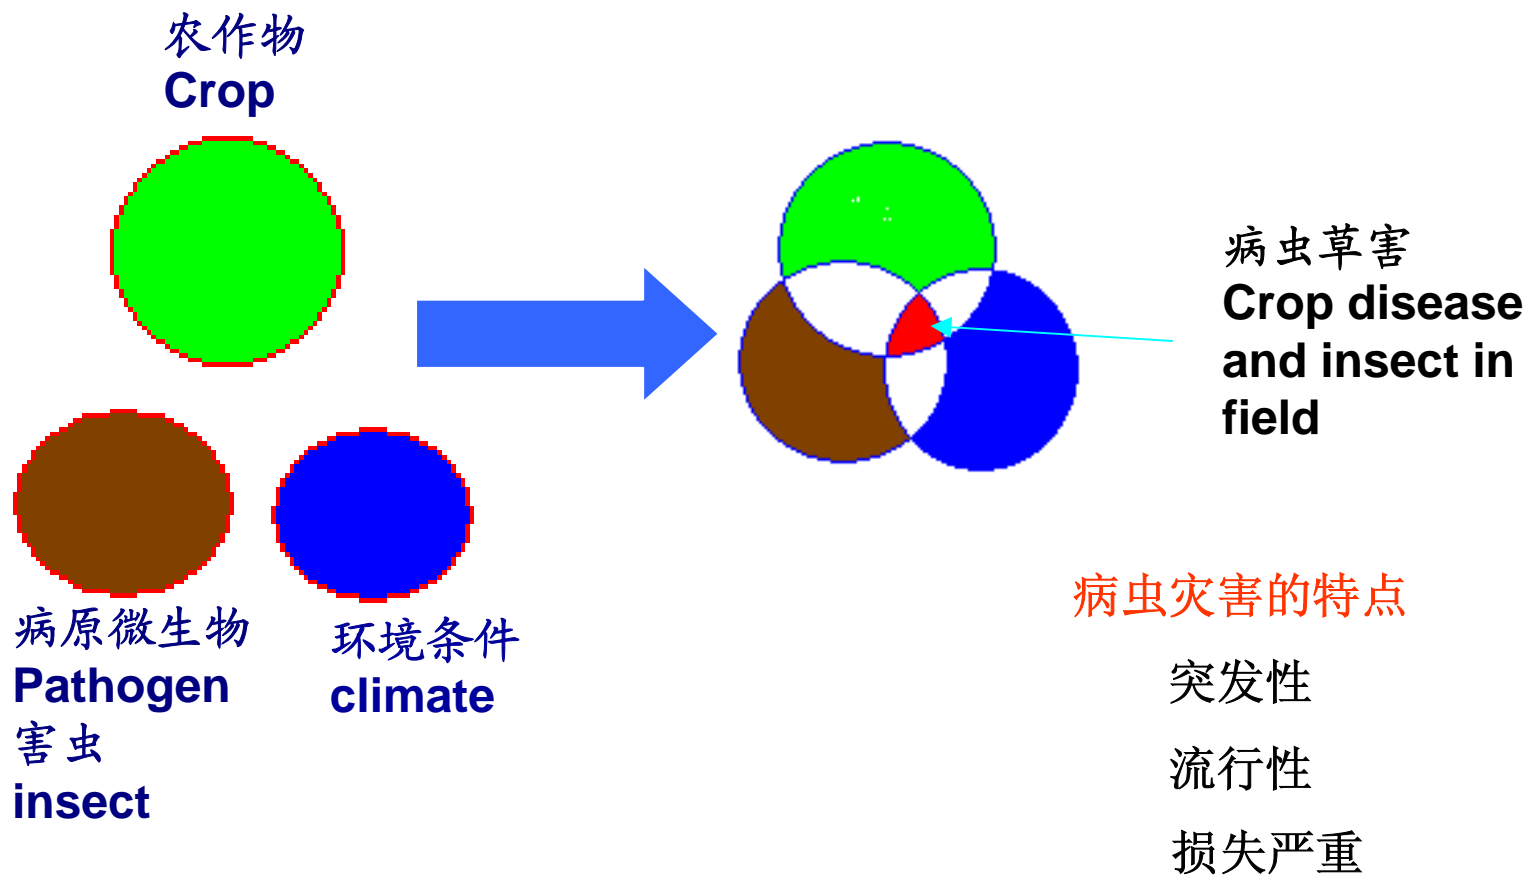 农作物
Crop
病原微生物
Pathogen
害虫
insect
环境条件
climate
病虫草害
Crop disease
and insect in
field
病虫灾害的特点
突发性
流行性
损失严重